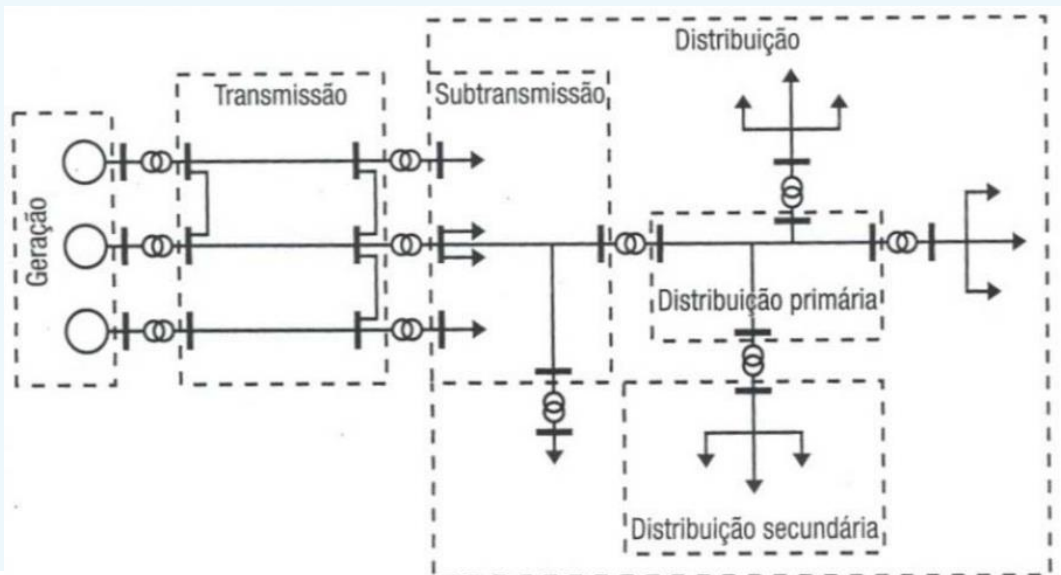 Distribuição
Transmissão
Subtransmissão
Geração
Distribuição primária
Distribuição secundária